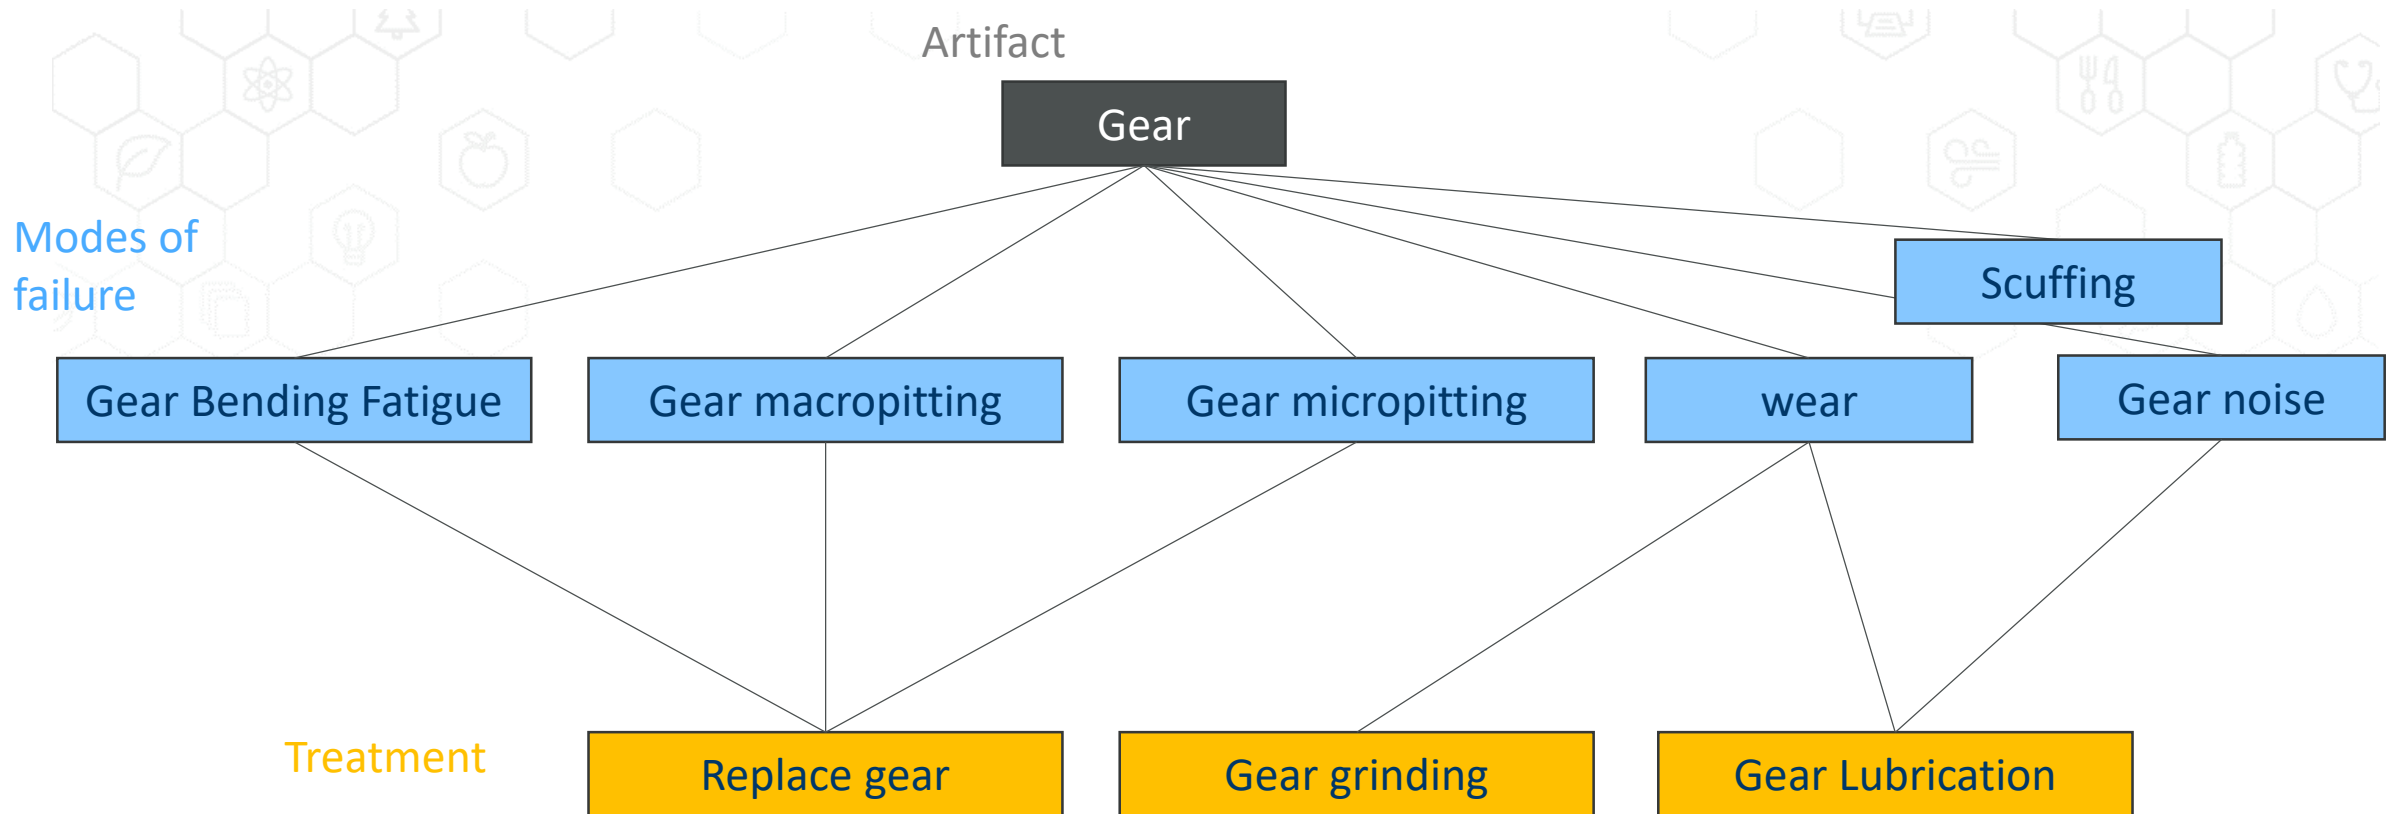 Artifact
Gear
Modes of
failure
Scuffing
Gear Bending Fatigue
Gear macropitting
Gear micropitting
wear
Gear noise
Treatment
Replace gear
Gear grinding
Gear Lubrication